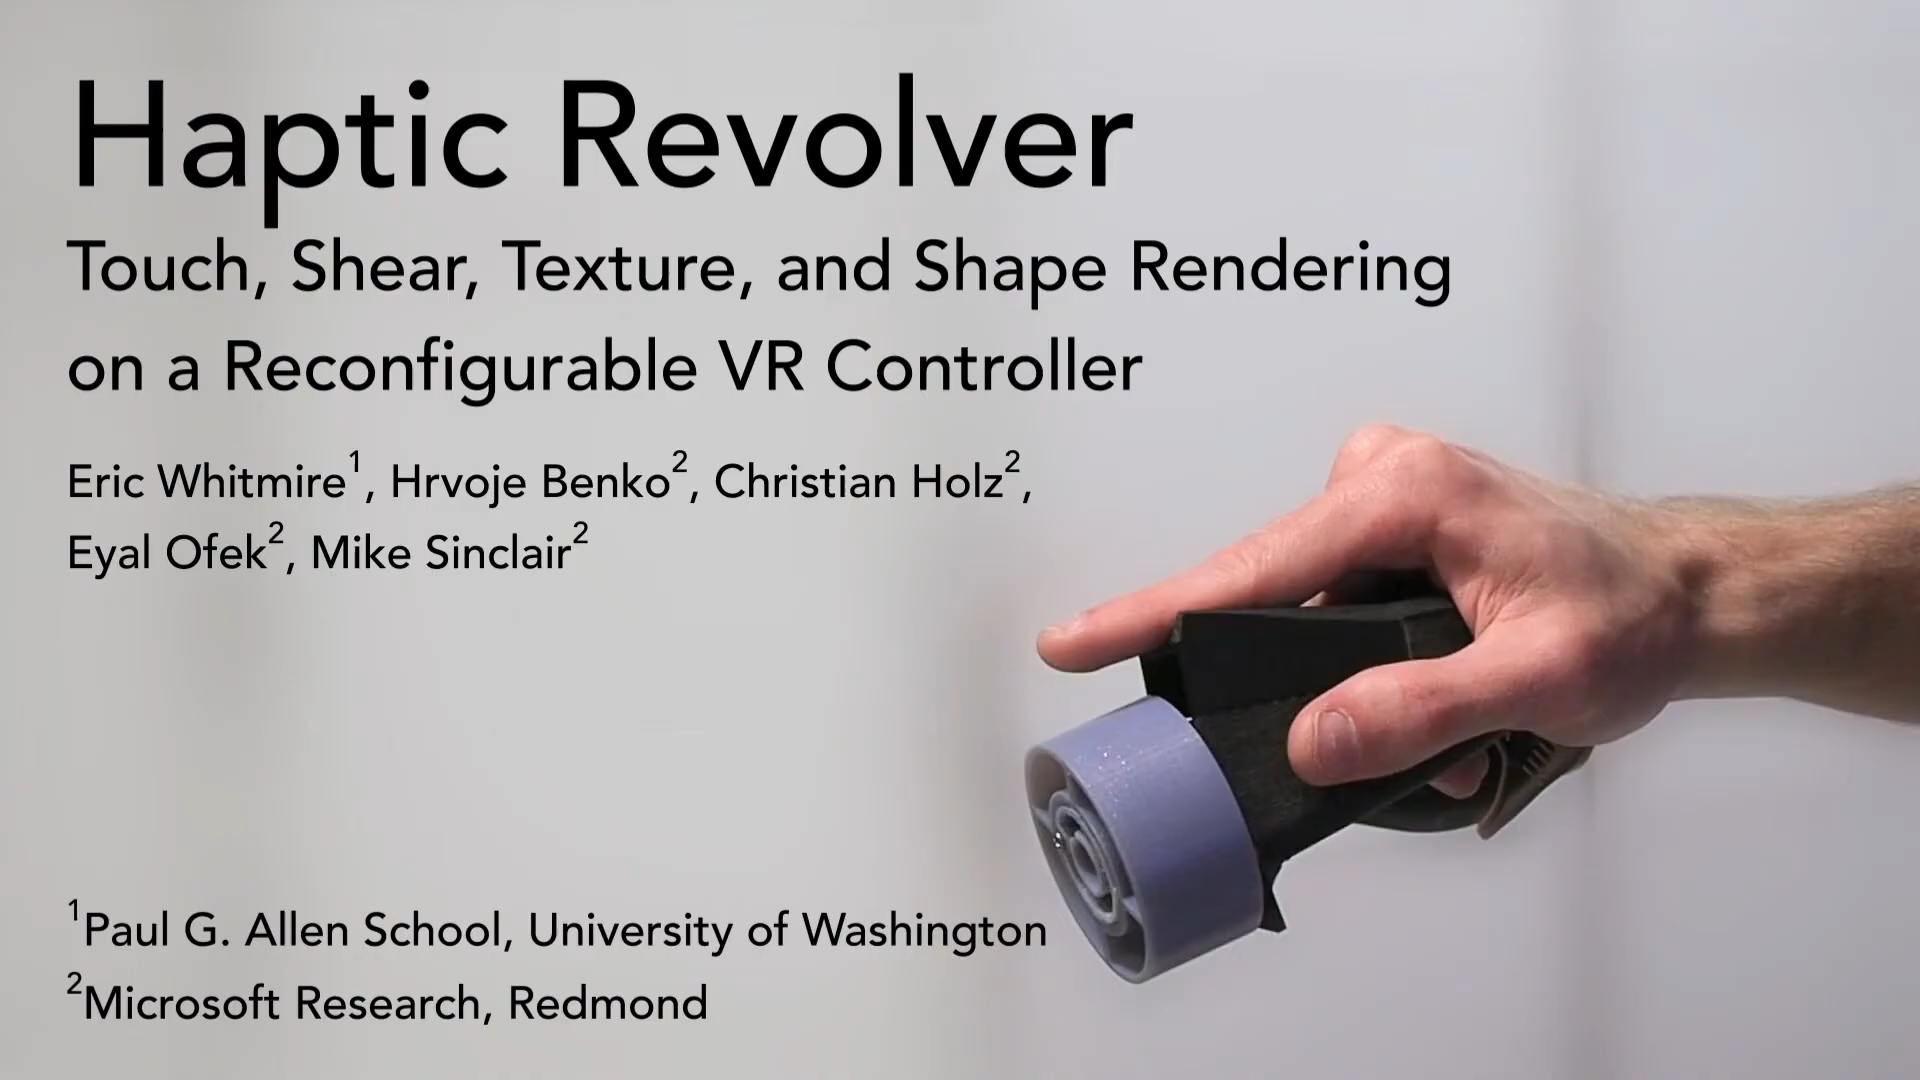 Haptic Revolver
Touch, Shear, Texture, and Shape Rendering
on a Reconfigurable VR Controller
Eric Whitmire¹, Hrvoje Benko², Christian Holz²,
Eyal Ofek², Mike Sinclair²
¹Paul G. Allen School, University of Washington
²Microsoft Research, Redmond